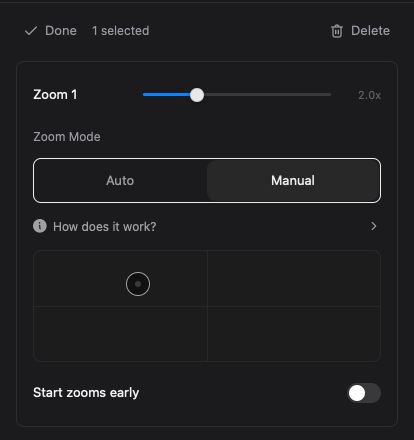 Done 1 selected Delete
Zoom 1 2.0x
Zoom Mode
Auto Manual
How does it work?
Start zooms early